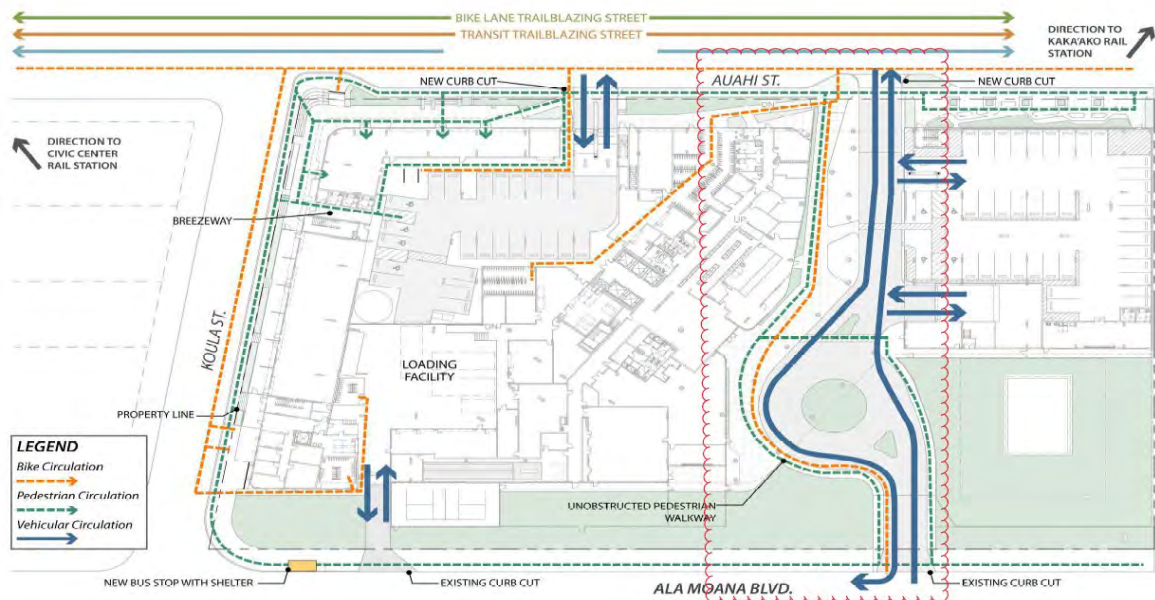 BIKE LANE TRAILBLAZING STREET
TRANSIT TRAILBLAZING STREET
DIRECTION TO
KAKA'AKO RAIL
STATION
NEW CURB CUT
AUAHI ST.
NEW CURB CUT
DIRECTION TO
CIVIC CENTER
RAIL STATION
BREEZEWAY
UP
KOULA ST.
LOADING
FACILITY
PROPERTY LINE
LEGEND
Bike Circulation
Pedestrian Circulation
Vehicular Circulation
UNOBSTRUCTED PEDESTRIAN
WALKWAY
NEW BUS STOP WITH SHELTER
EXISTING CURB CUT
ALA MOANA BLVD.
EXISTING CURB CUT